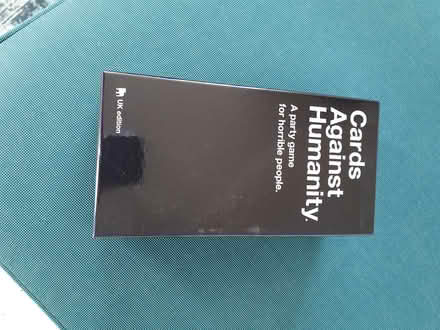 Cards
Against
Humanity.
A party game
for horrible people.
UK edition